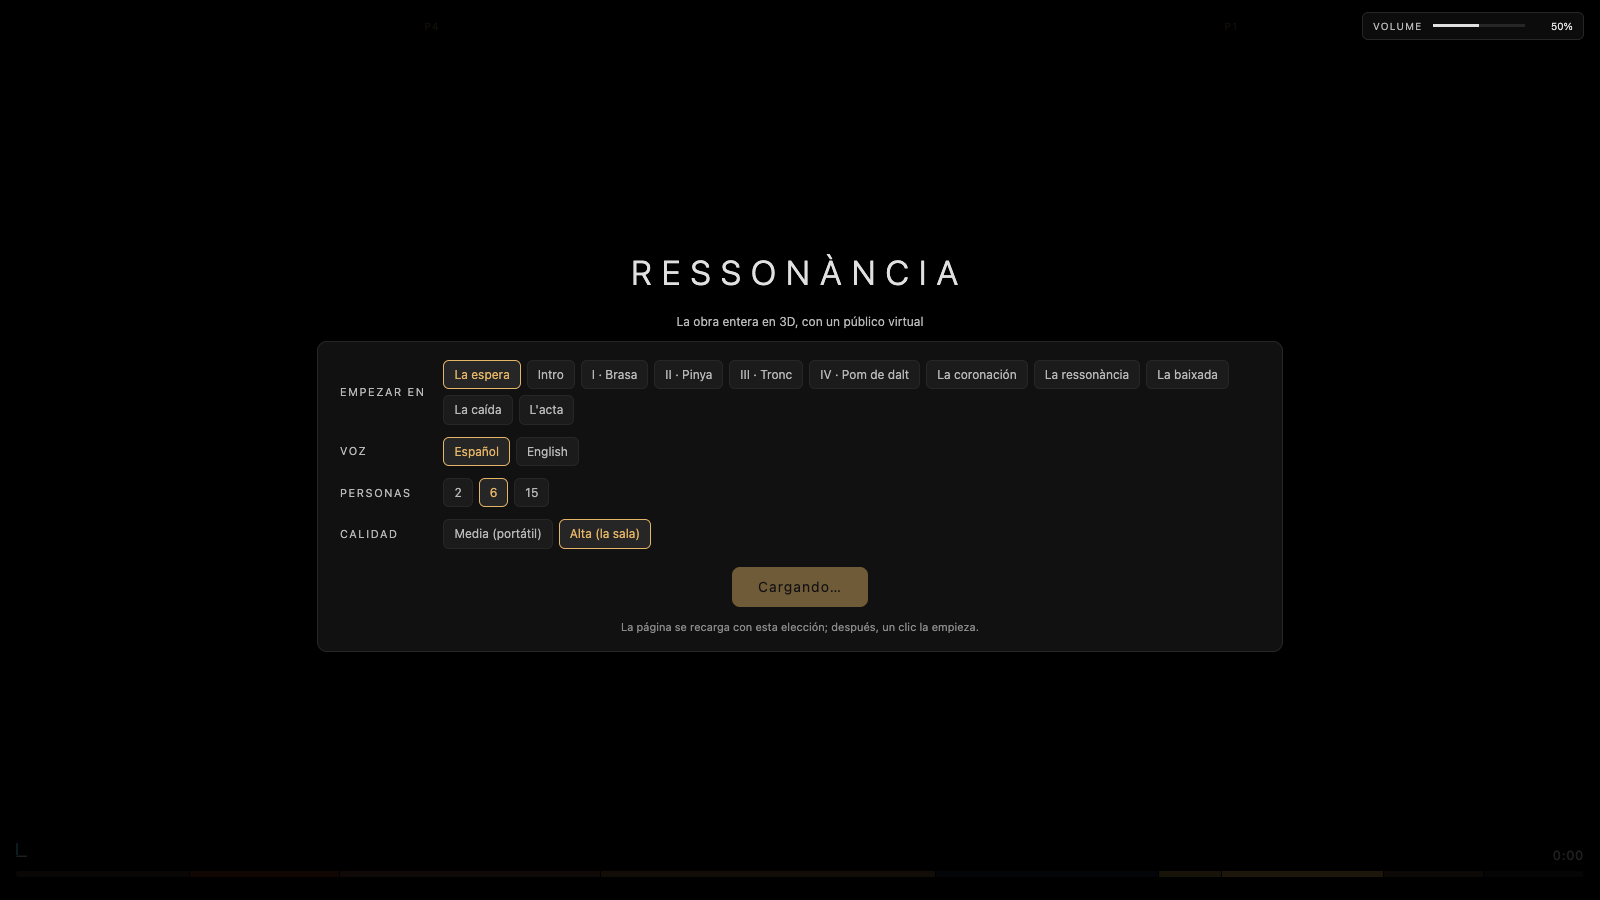 P4
P1
VOLUME 50%
RESSONÀNCIA
La obra entera en 3D, con un público virtual
EMPEZAR EN
La espera Intro I · Brasa II · Pinya III · Tronc IV · Pom de dalt La coronación La ressonància La baixada
La caída L'acta
VOZ Español English
PERSONAS 2 6 15
CALIDAD Media (portátil) Alta (la sala)
Cargando...
La página se recarga con esta elección; después, un clic la empieza.
0:00